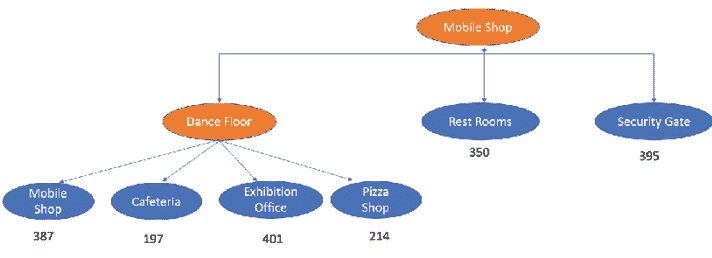 Mobile Shop
Dance Floor
Rest Rooms
Security Gate
350
395
Mobile
Shop
Cafeteria
Exhibition
Office
Pizza
Shop
387
197
401
214